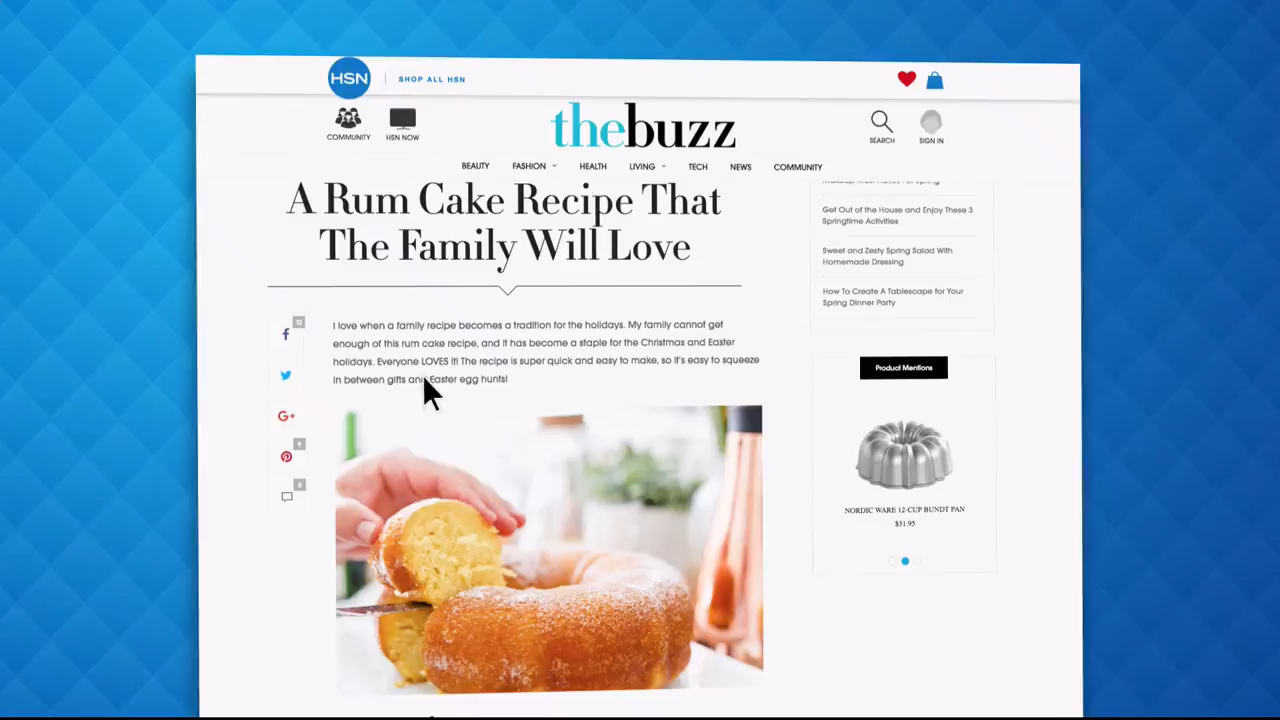 HSN
SHOP ALL HSN
COMMUNITY
HSN NOW
thebuzz
SEARCH
SIGN IN
BEAUTY FASHION HEALTH LIVING TECH NEWS COMMUNITY
A Rum Cake Recipe That
The Family Will Love
13
I love when a family recipe becomes a tradition for the holidays. My family cannot get
enough of this rum cake recipe, and it has become a staple for the Christmas and Easter
holidays. Everyone LOVES it! The recipe is super quick and easy to make, so it's easy to squeeze
in between gifts and Easter egg hunts!
G+
Get Out of the House and Enjoy These 3
Springtime Activities
Sweet and Zesty Spring Salad With
Homemade Dressing
How To Create A Tablescape for Your
Spring Dinner Party
Product Mentions
NORDIC WARE 12-CUP BUNDT PAN
$31.95